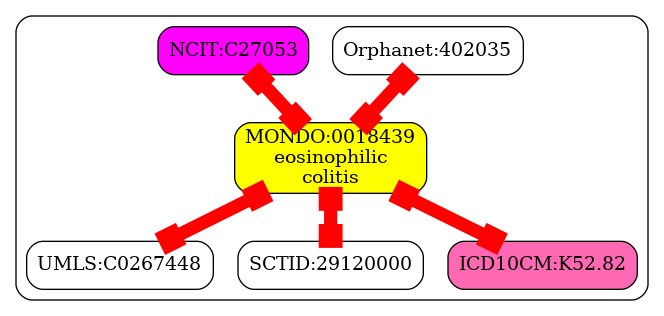 NCIT:C27053
Orphanet:402035
MONDO:0018439
eosinophilic
colitis
UMLS:C0267448
SCTID:29120000
ICD10CM:K52.82